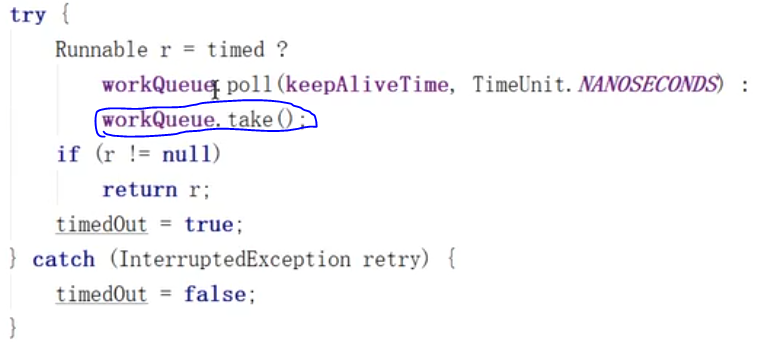 try {
Runnable r = timed ?
workQueue.poll(keepAliveTime, TimeUnit.NANOSECONDS) :
workQueue.take();
if (r != null)
return r;
timedOut = true;
} catch (InterruptedException retry) {
timedOut = false;
}